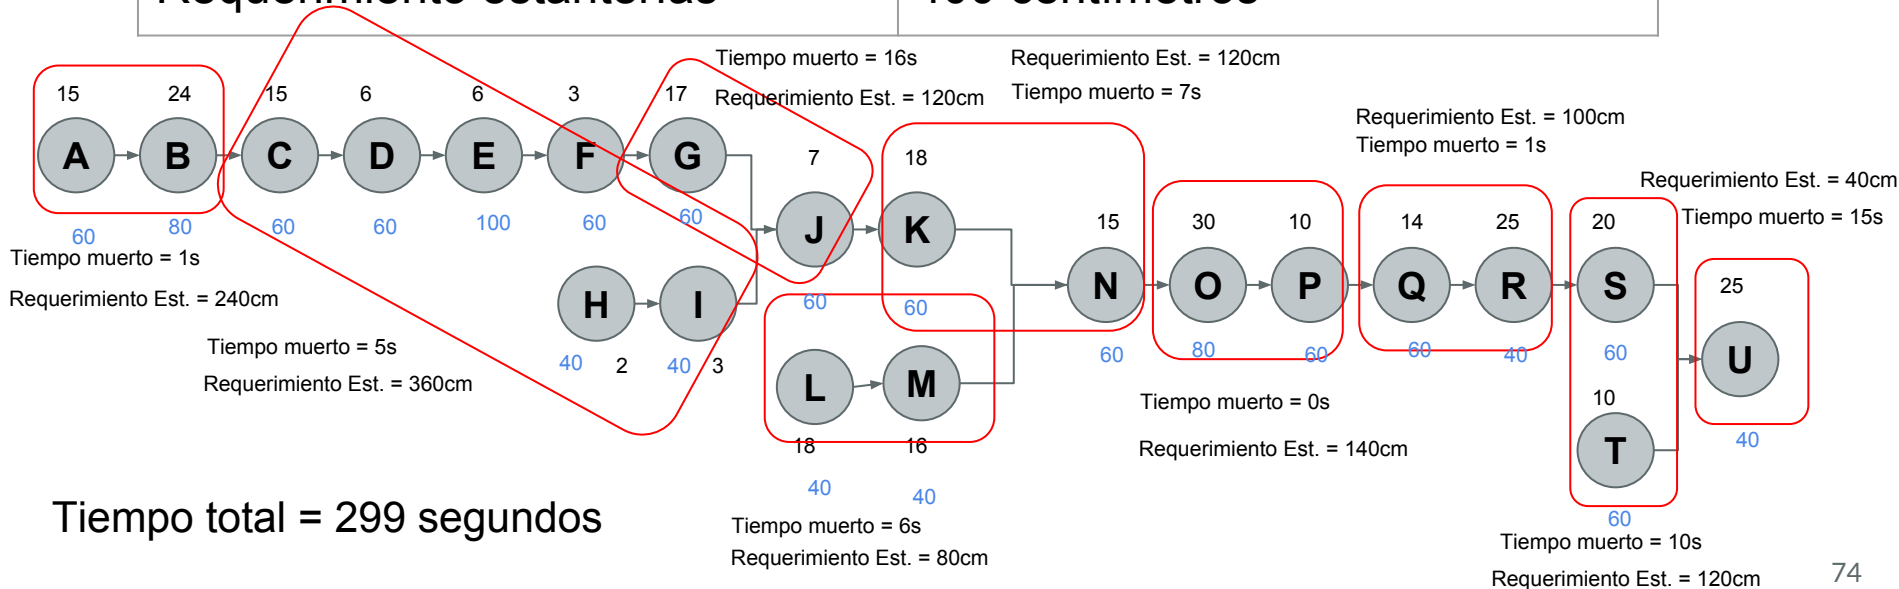 Requerimiento estanterías
400 centímetros
Tiempo muerto = 16s
Requerimiento Est. = 120cm
Requerimiento Est. = 120cm
Tiempo muerto = 7s
Requerimiento Est. = 100cm
Tiempo muerto = 1s
Requerimiento Est. = 40cm
Tiempo muerto = 15s
15 24 15 6 6 3 17
A B C D E F G
60 80 60 60 100 60 60
7 18
J K
60 60
15 30 10 14 25 20
N O P Q R S
60 80 60 60 40 60
25
U
40
H I
40 2 40 3
L M
18 16
40 40
10
T
60
Tiempo muerto = 1s
Requerimiento Est. = 240cm
Tiempo muerto = 5s
Requerimiento Est. = 360cm
Tiempo muerto = 0s
Requerimiento Est. = 140cm
Tiempo total = 299 segundos
Tiempo muerto = 6s
Requerimiento Est. = 80cm
Tiempo muerto = 10s
Requerimiento Est. = 120cm
74